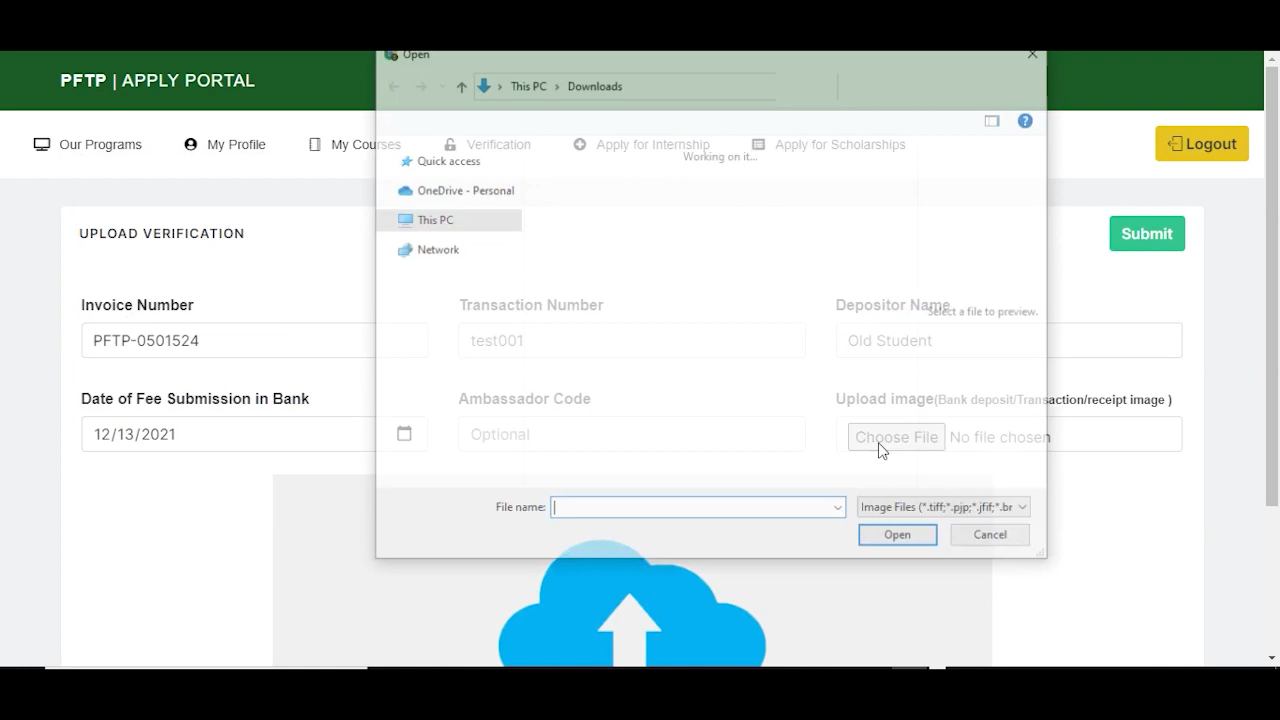 Open
PFTP | APPLY PORTAL
This PC > Downloads
Our Programs
My Profile
My Courses
Verification
Apply for Internship
Apply for Scholarships
Logout
Working on it...
Quick access
OneDrive - Personal
This PC
Network
UPLOAD VERIFICATION
Submit
Invoice Number
Transaction Number
Depositor Name
Select a file to preview.
PFTP-0501524
test001
Old Student
Date of Fee Submission in Bank
Ambassador Code
Upload image(Bank deposit/Transaction/receipt image )
12/13/2021
Optional
Choose File No file chosen
File name:
Image Files (*.tiff;*.pjp;*.jfif;*.br
Open
Cancel